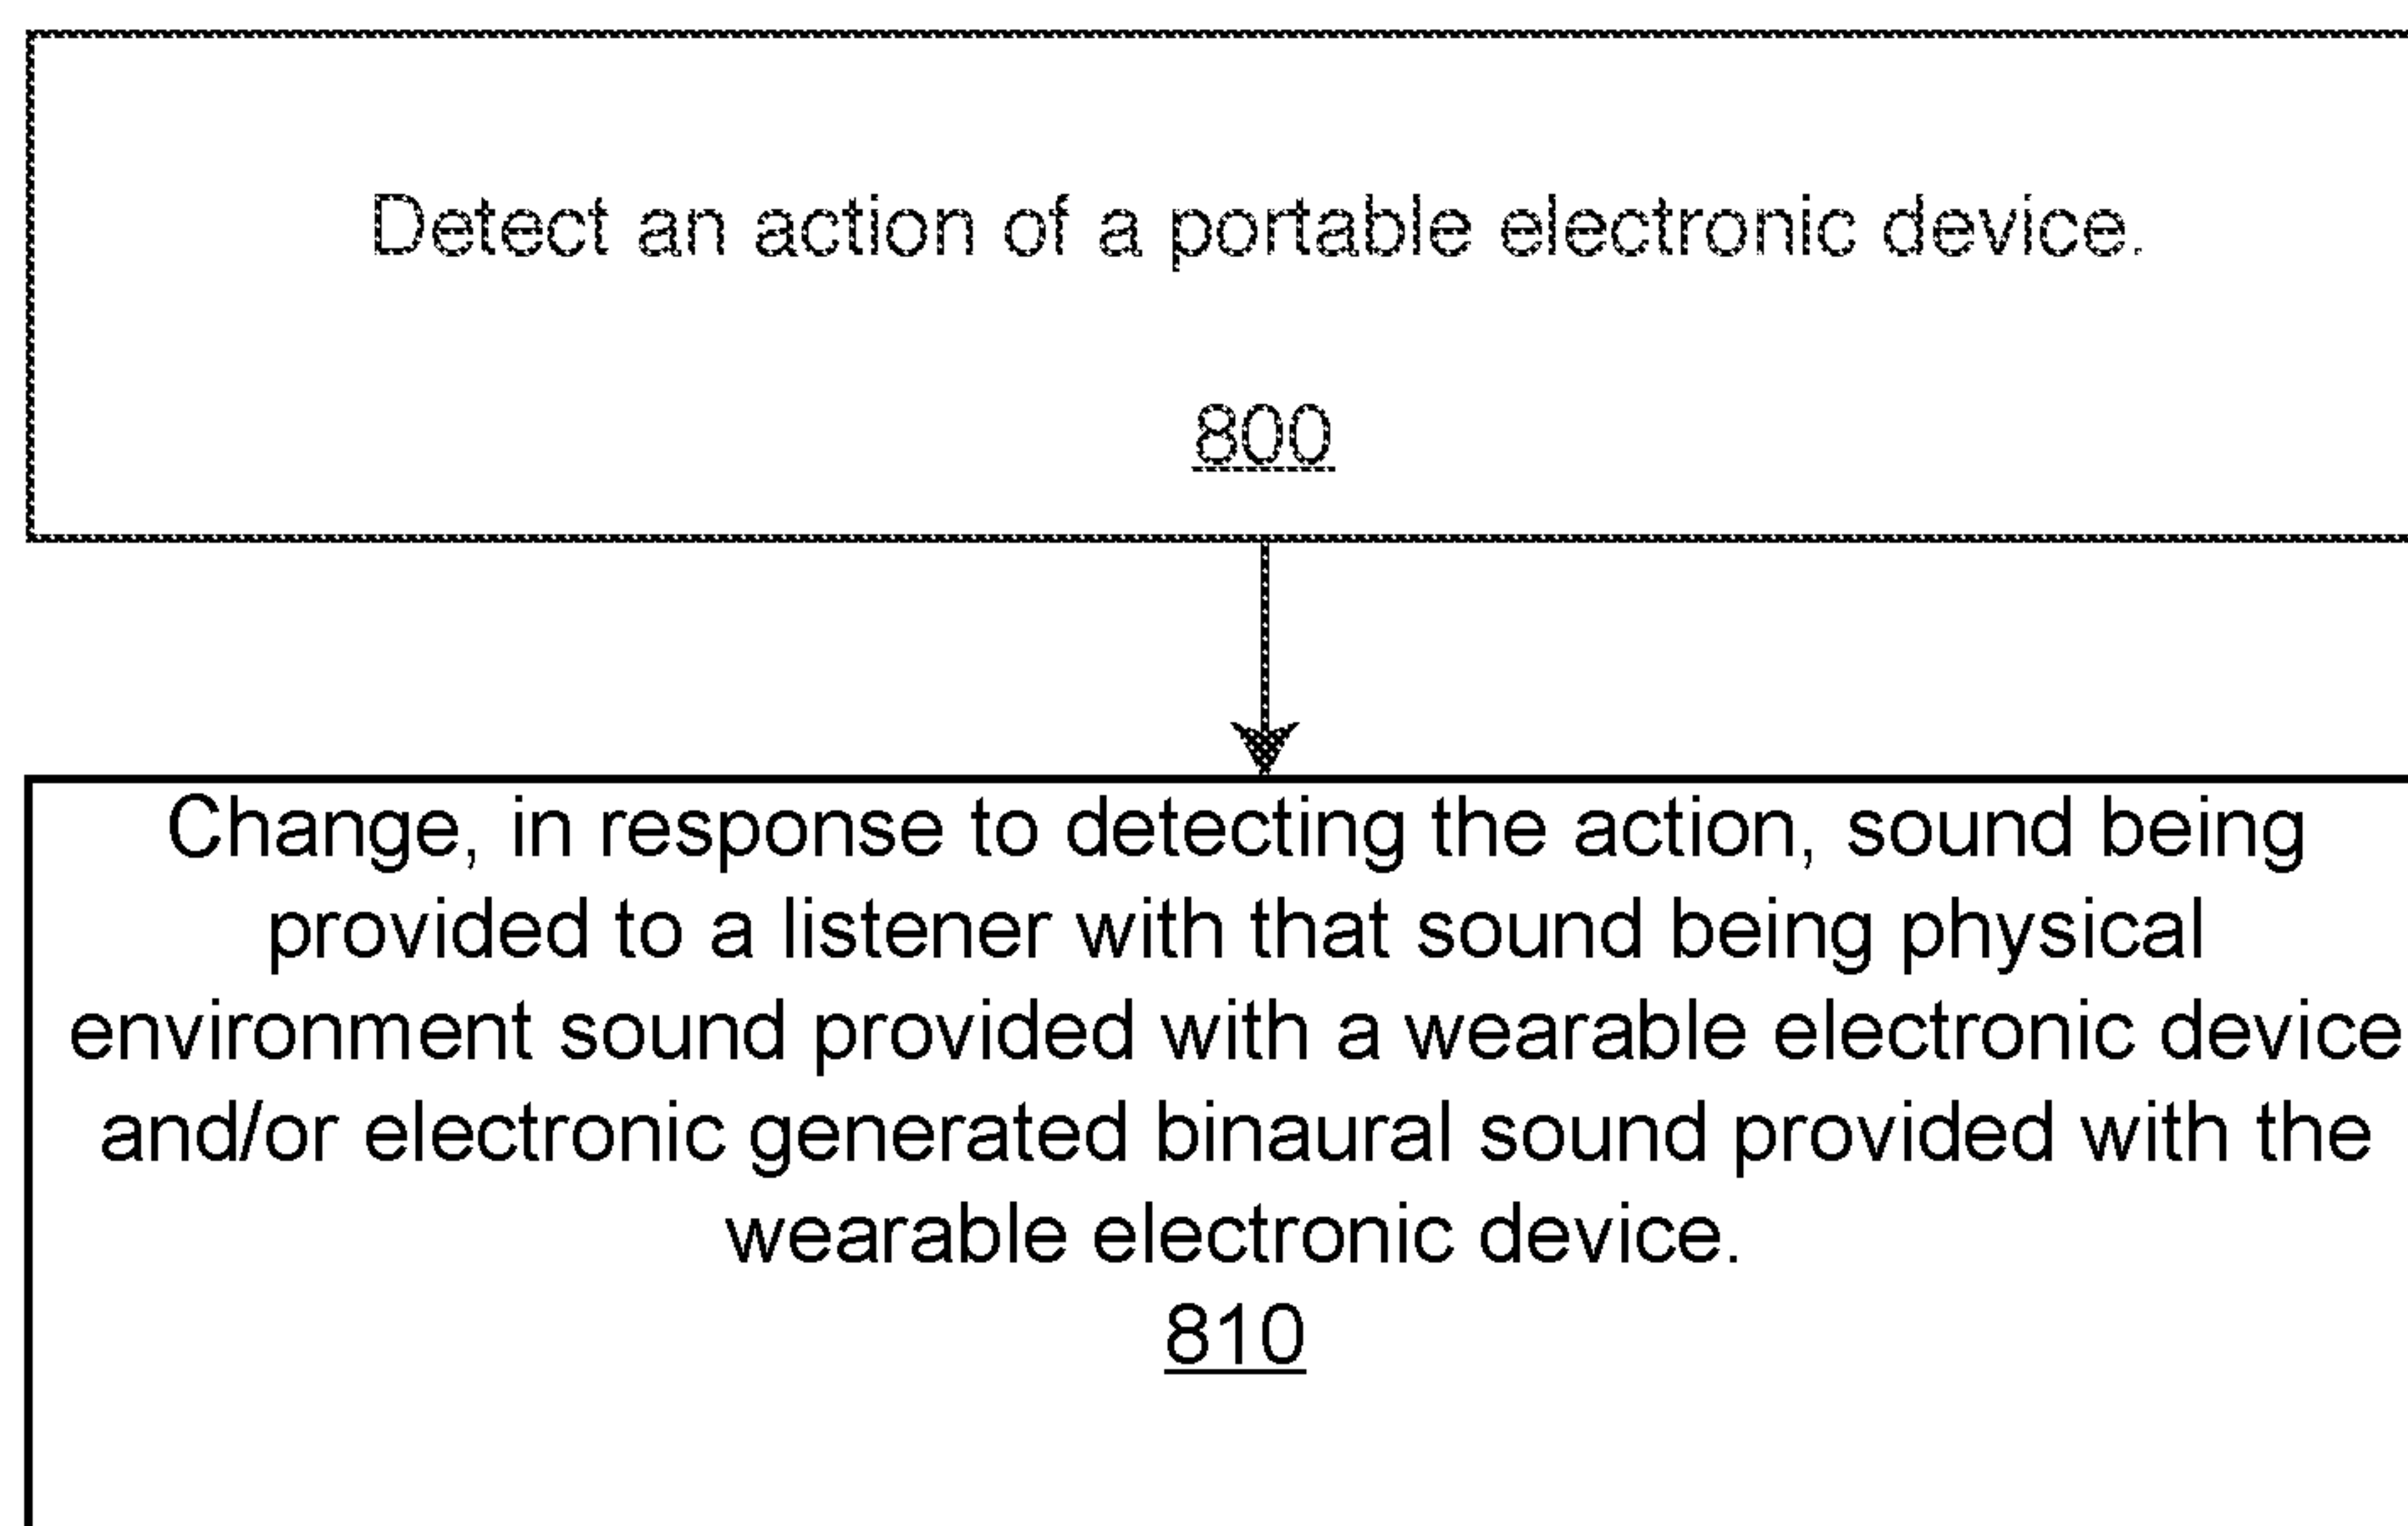 Detect an action of a portable electronic device.
800
Change, in response to detecting the action, sound being
provided to a listener with that sound being physical
environment sound provided with a wearable electronic device
and/or electronic generated binaural sound provided with the
wearable electronic device.
810